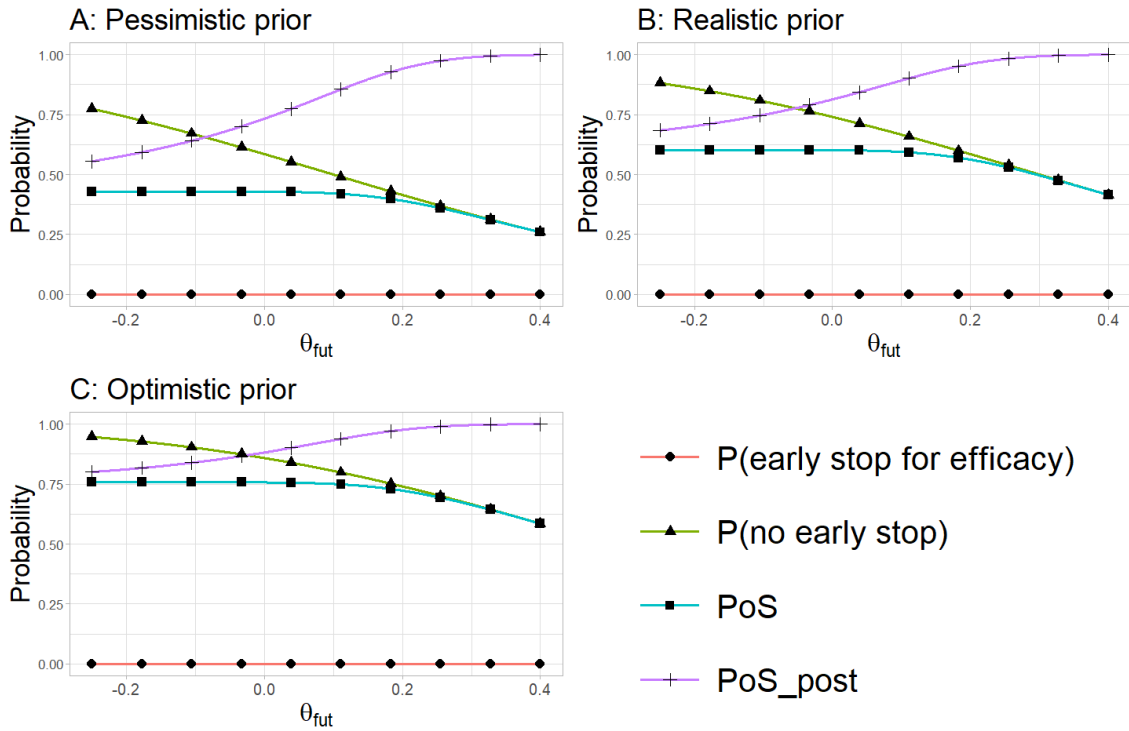 A: Pessimistic prior
Probability
1.00
0.75
0.50
0.25
0.00
-0.2 0.0 0.2 0.4
θfut
B: Realistic prior
Probability
1.00
0.75
0.50
0.25
0.00
-0.2 0.0 0.2 0.4
θfut
C: Optimistic prior
Probability
1.00
0.75
0.50
0.25
0.00
-0.2 0.0 0.2 0.4
θfut
P(early stop for efficacy)
P(no early stop)
PoS
PoS_post